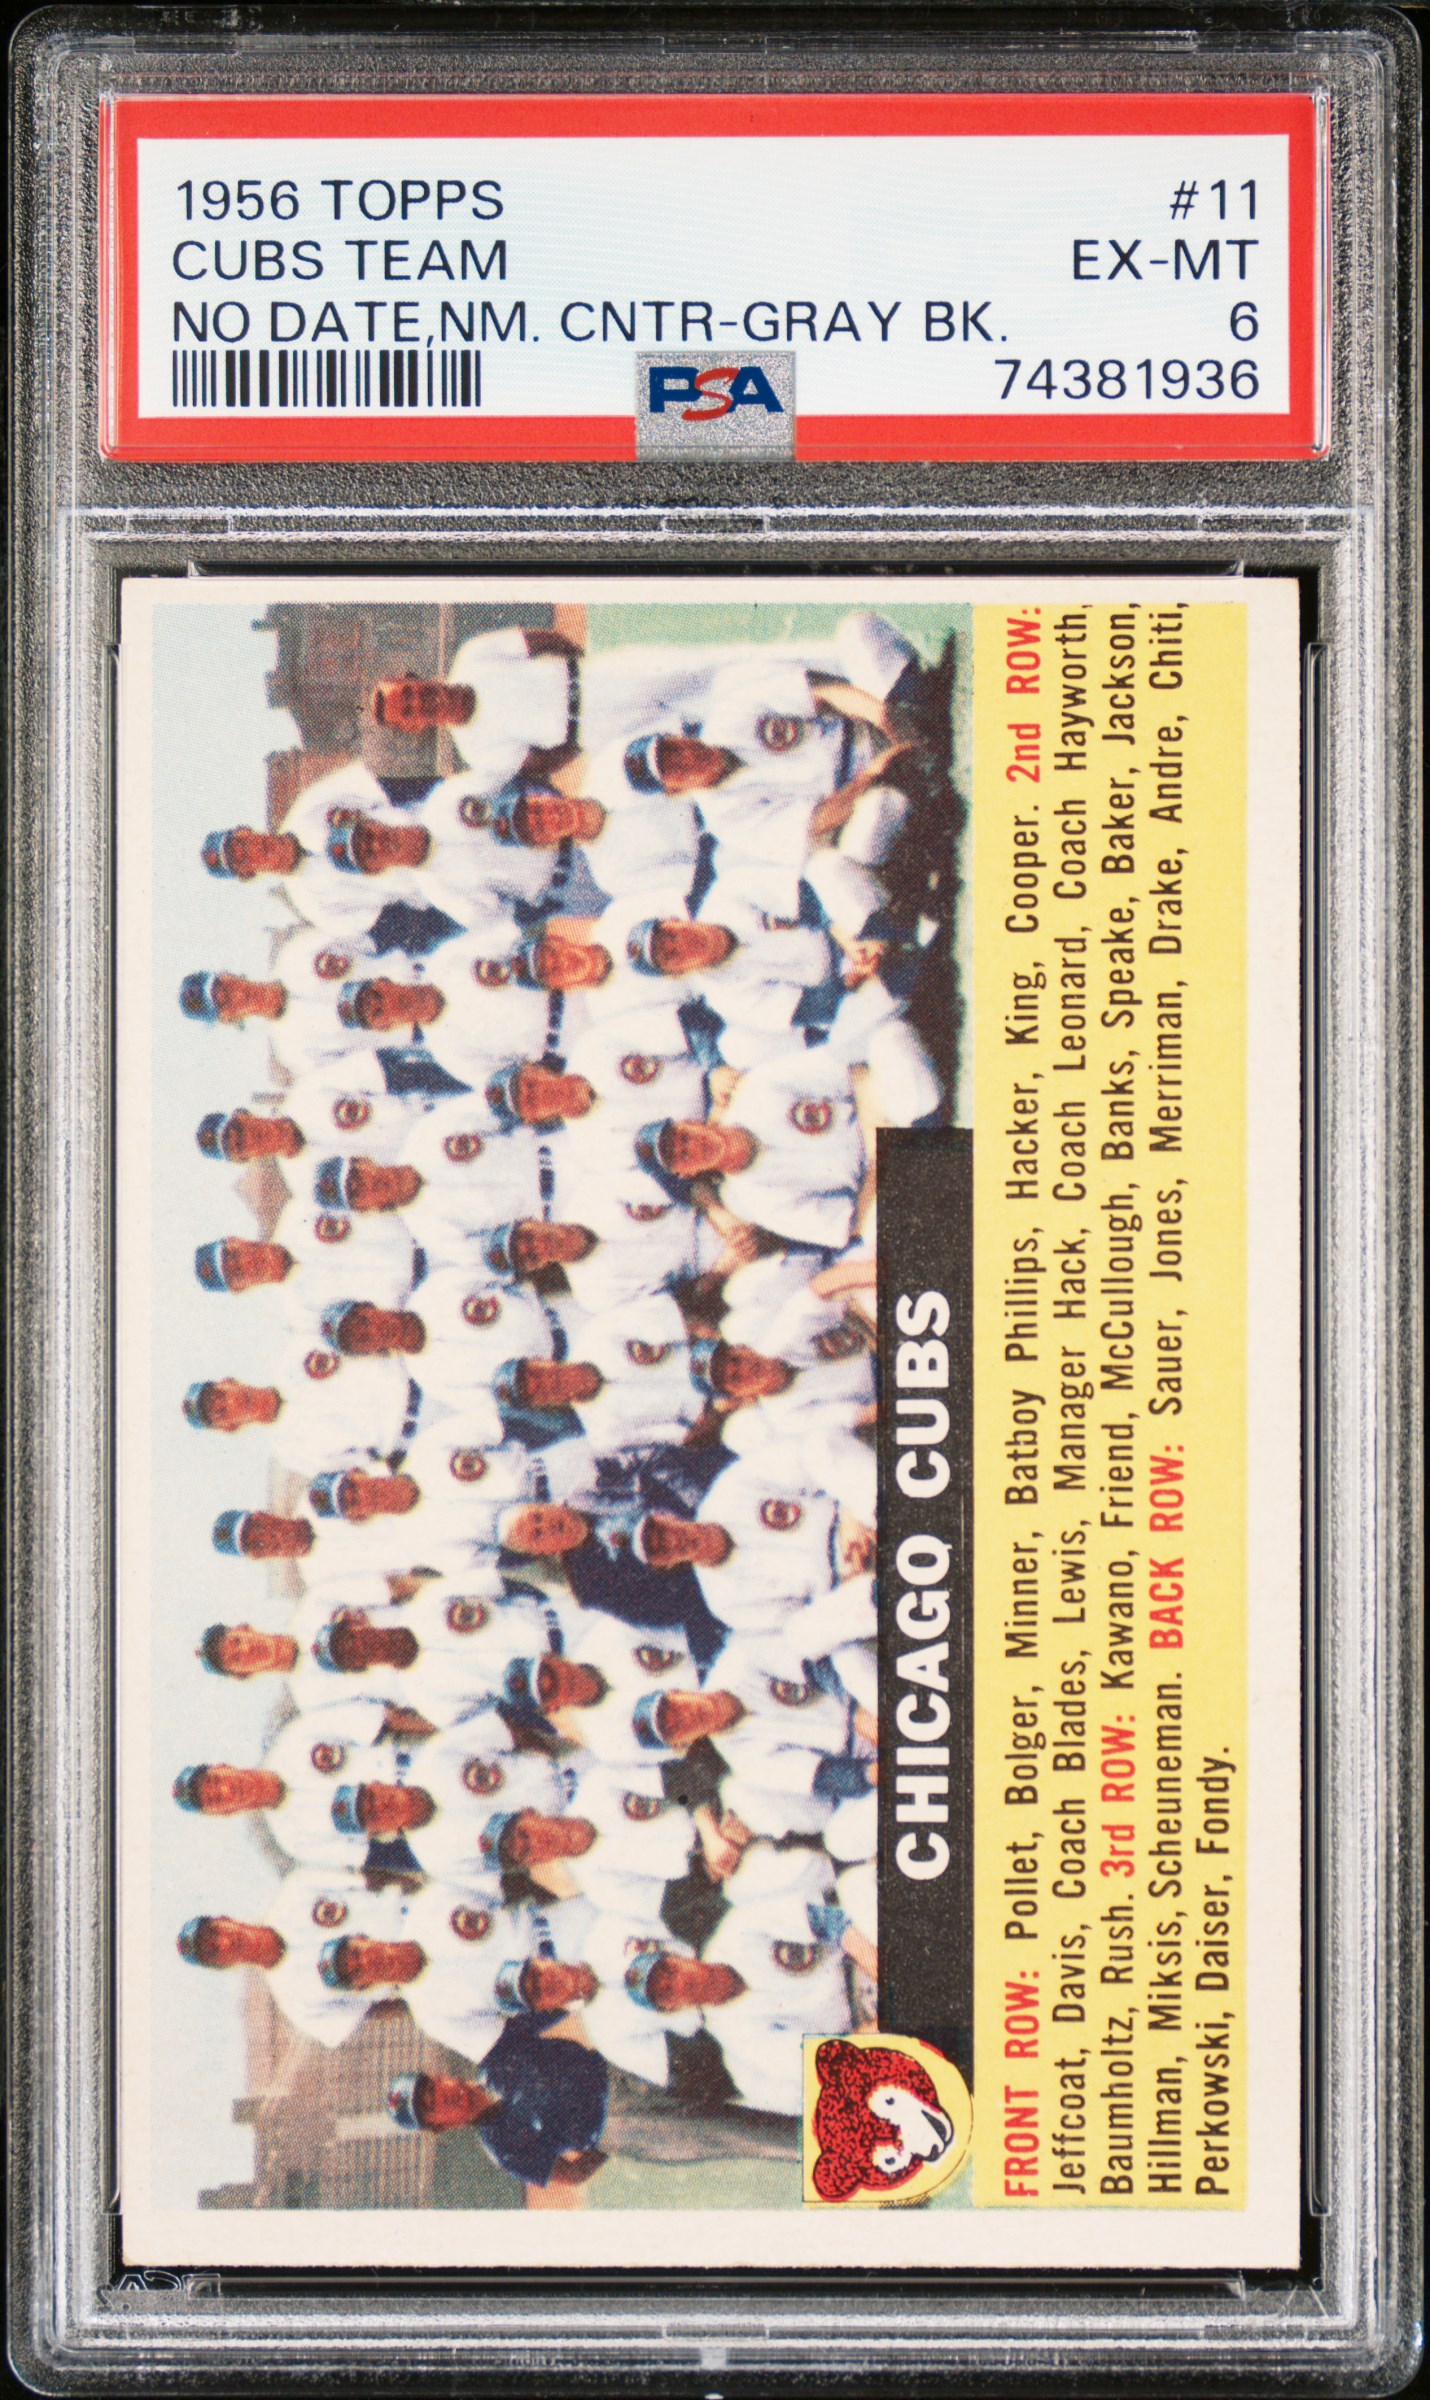 1956 TOPPS #11
CUBS TEAM EX-MT
NO DATE,NM. CNTR-GRAY BK. 6
PSA 74381936
CHICAGO CUBS
FRONT ROW: Pollet, Bolger, Minner, Batboy Phillips, Hacker, King, Cooper. 2nd ROW:
Jeffcoat, Davis, Coach Blades, Lewis, Manager Hack, Coach Leonard, Coach Hayworth,
Baumholtz, Rush. 3rd ROW: Kawano, Friend, McCullough, Banks, Speake, Baker, Jackson,
Hillman, Miksis, Scheuneman. BACK ROW: Sauer, Jones, Merriman, Drake, Andre, Chiti,
Perkowski, Daiser, Fondy.